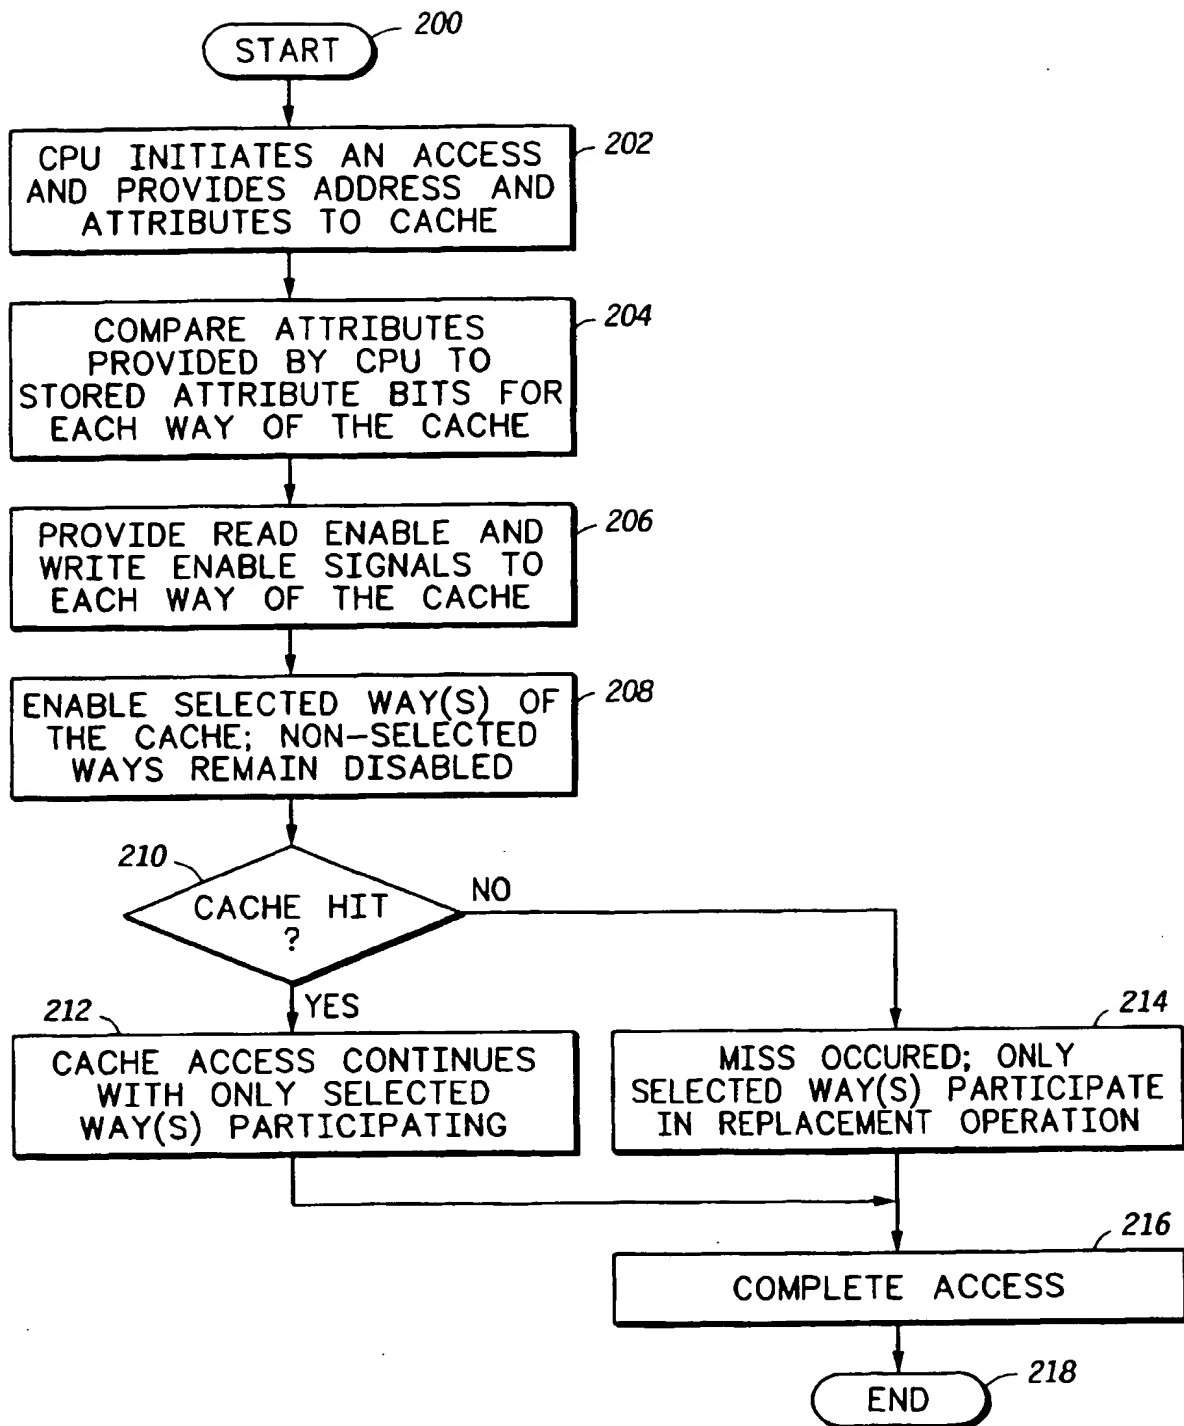 START
200
CPU INITIATES AN ACCESS
AND PROVIDES ADDRESS AND
ATTRIBUTES TO CACHE
202
COMPARE ATTRIBUTES
PROVIDED BY CPU TO
STORED ATTRIBUTE BITS FOR
EACH WAY OF THE CACHE
204
PROVIDE READ ENABLE AND
WRITE ENABLE SIGNALS TO
EACH WAY OF THE CACHE
206
ENABLE SELECTED WAY(S) OF
THE CACHE; NON-SELECTED
WAYS REMAIN DISABLED
208
210
CACHE HIT
?
NO
YES
212
CACHE ACCESS CONTINUES
WITH ONLY SELECTED
WAY(S) PARTICIPATING
214
MISS OCCURED; ONLY
SELECTED WAY(S) PARTICIPATE
IN REPLACEMENT OPERATION
216
COMPLETE ACCESS
END
218